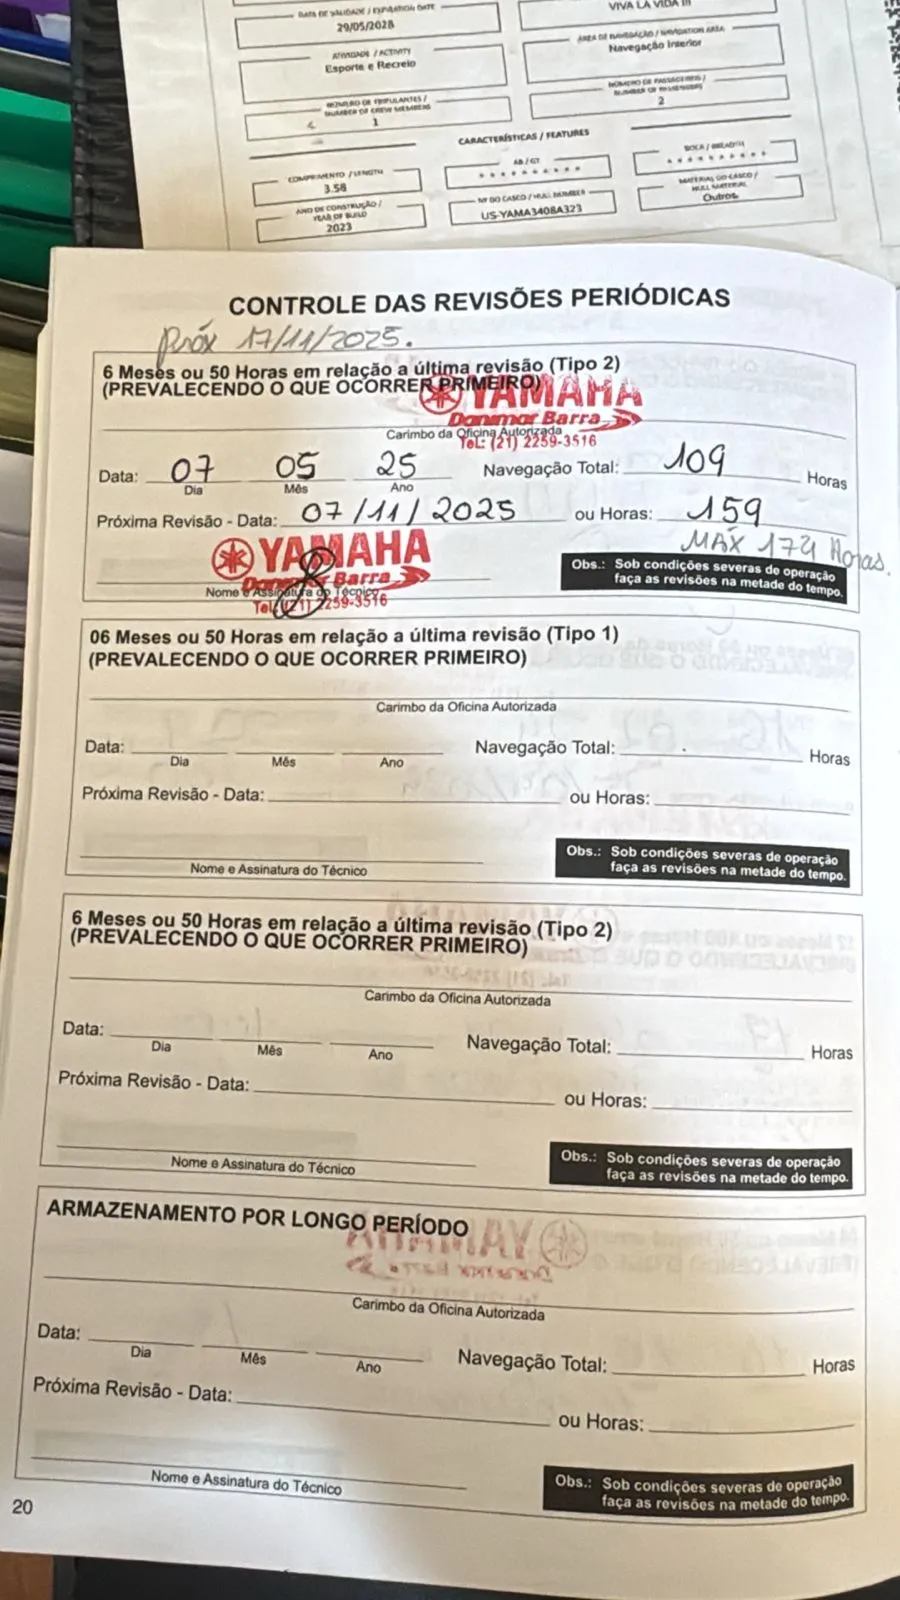 DATA DE VALIDADE / EXPIRATION DATE
29/05/2028
VIVA LA VIDA III
ATIVIDADE / ACTIVITY
Esporte e Recreio
ÁREA DE NAVEGAÇÃO / NAVIGATION AREA
Navegação Interior
NÚMERO DE TRIPULANTES / NUMBER OF CREW MEMBERS
1
NÚMERO DE PASSAGEIROS / NUMBER OF PASSENGERS
2
CARACTERÍSTICAS / FEATURES
COMPRIMENTO / LENGTH
3.58
AB / GT
**********
BOCA / BREADTH
**********
ANO DE CONSTRUÇÃO / YEAR OF BUILD
2023
Nº DO CASCO / HULL NUMBER
US-YAMA3408A323
MATERIAL DO CASCO / HULL MATERIAL
Outros
CONTROLE DAS REVISÕES PERIÓDICAS
Próx 17/11/2025.
6 Meses ou 50 Horas em relação a última revisão (Tipo 2)
(PREVALECENDO O QUE OCORRER PRIMEIRO)
YAMAHA
Danimar Barra
Carimbo da Oficina Autorizada
Tel: (21) 2259-3516
Data: 07 05 25 Navegação Total: 109 Horas
Dia Mês Ano
Próxima Revisão - Data: 07/11/2025 ou Horas: 159
MÁX 174 Horas.
YAMAHA
Danimar Barra
Nome e Assinatura do Técnico
Tel: (21) 2259-3516
Obs.: Sob condições severas de operação
faça as revisões na metade do tempo.
06 Meses ou 50 Horas em relação a última revisão (Tipo 1)
(PREVALECENDO O QUE OCORRER PRIMEIRO)
Carimbo da Oficina Autorizada
Data: Navegação Total: Horas
Dia Mês Ano
Próxima Revisão - Data: ou Horas:
Nome e Assinatura do Técnico
Obs.: Sob condições severas de operação
faça as revisões na metade do tempo.
6 Meses ou 50 Horas em relação a última revisão (Tipo 2)
(PREVALECENDO O QUE OCORRER PRIMEIRO)
Carimbo da Oficina Autorizada
Data: Navegação Total: Horas
Dia Mês Ano
Próxima Revisão - Data: ou Horas:
Nome e Assinatura do Técnico
Obs.: Sob condições severas de operação
faça as revisões na metade do tempo.
ARMAZENAMENTO POR LONGO PERÍODO
Carimbo da Oficina Autorizada
Data: Navegação Total: Horas
Dia Mês Ano
Próxima Revisão - Data: ou Horas:
Nome e Assinatura do Técnico
Obs.: Sob condições severas de operação
faça as revisões na metade do tempo.
20